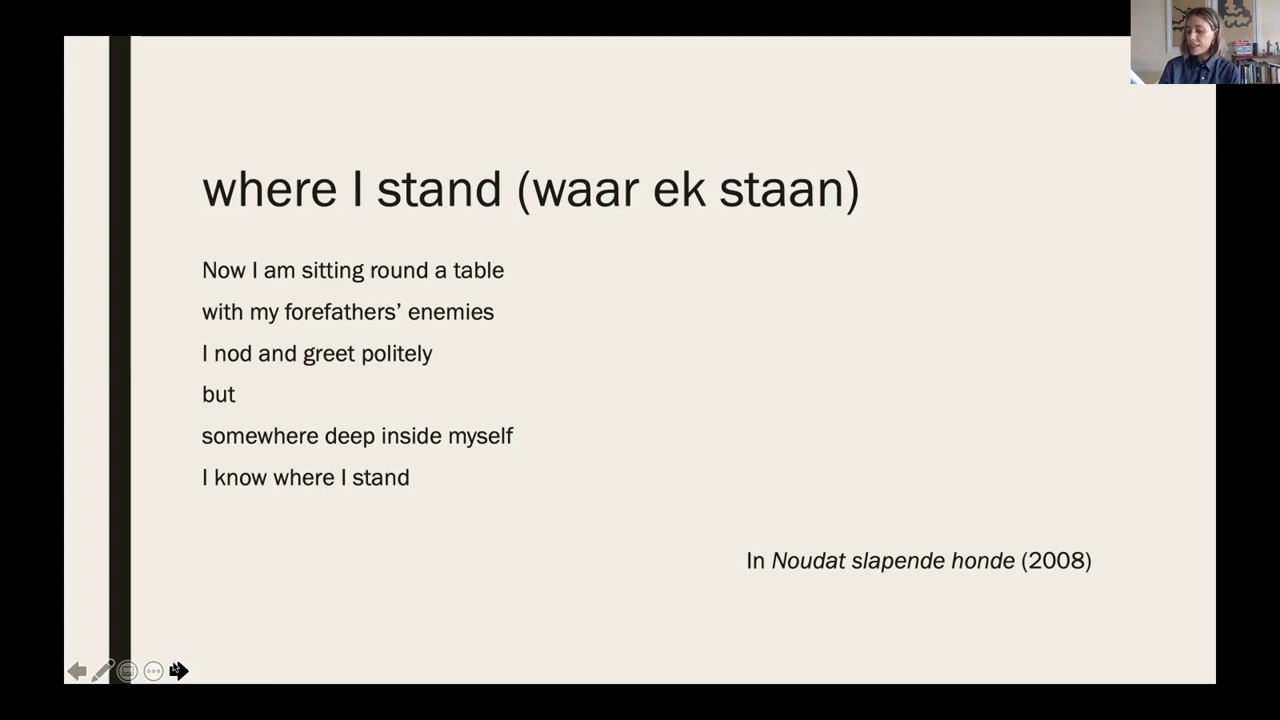 where I stand (waar ek staan)
Now I am sitting round a table
with my forefathers’ enemies
I nod and greet politely
but
somewhere deep inside myself
I know where I stand
In Noudat slapende honde (2008)